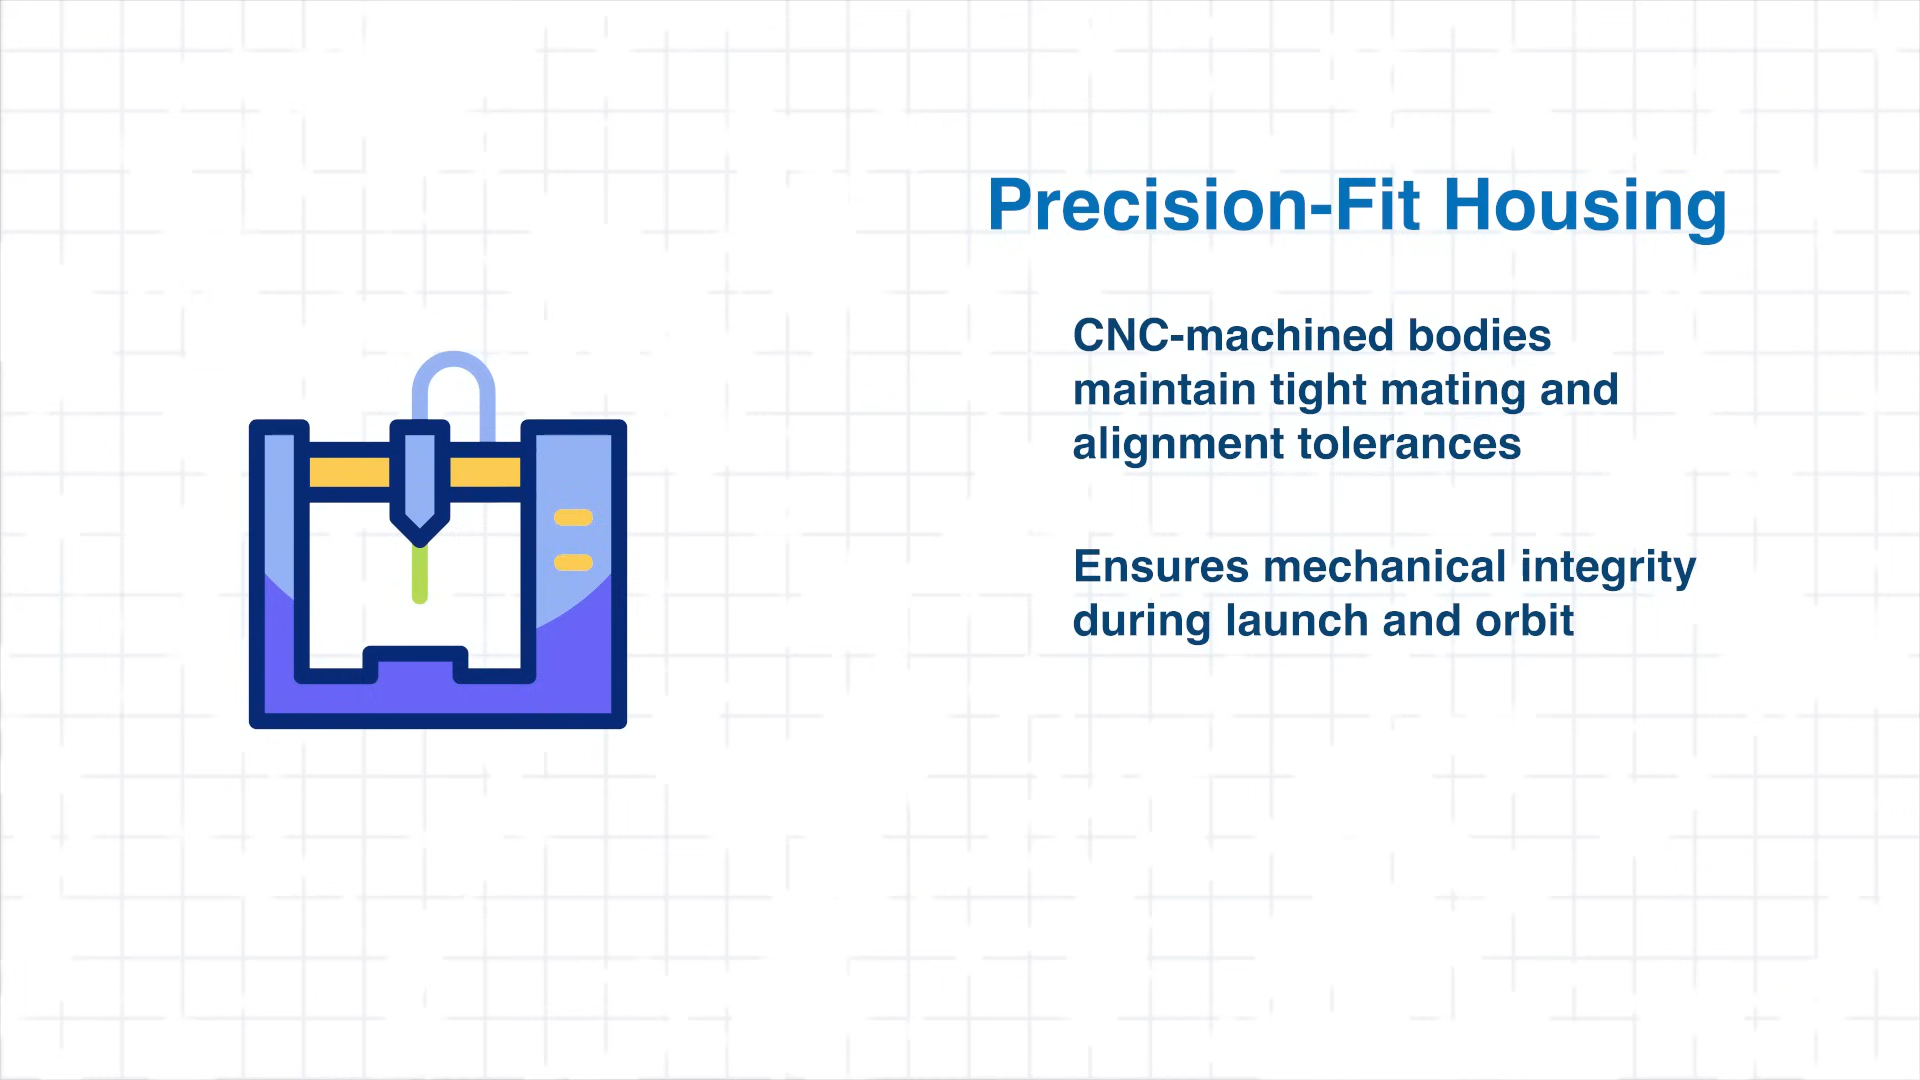 Precision-Fit Housing
CNC-machined bodies
maintain tight mating and
alignment tolerances
Ensures mechanical integrity
during launch and orbit